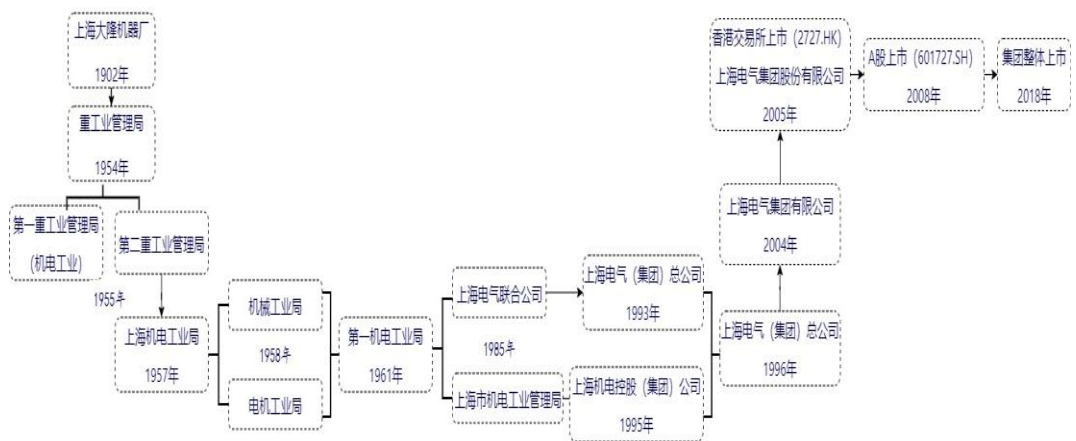 上海大隆机器厂
1902年
重工业管理局
1954年
第一重工业管理局
(机电工业)
第二重工业管理局
1955年
上海机电工业局
1957年
机械工业局
1958年
电机工业局
第一机电工业局
1961年
上海电气联合公司
1985年
上海市机电工业管理局
上海电气（集团）总公司
1993年
上海机电控股（集团）公司
1995年
上海电气（集团）总公司
1996年
上海电气集团有限公司
2004年
香港交易所上市（2727.HK）
上海电气集团股份有限公司
2005年
A股上市（601727.SH）
2008年
集团整体上市
2018年